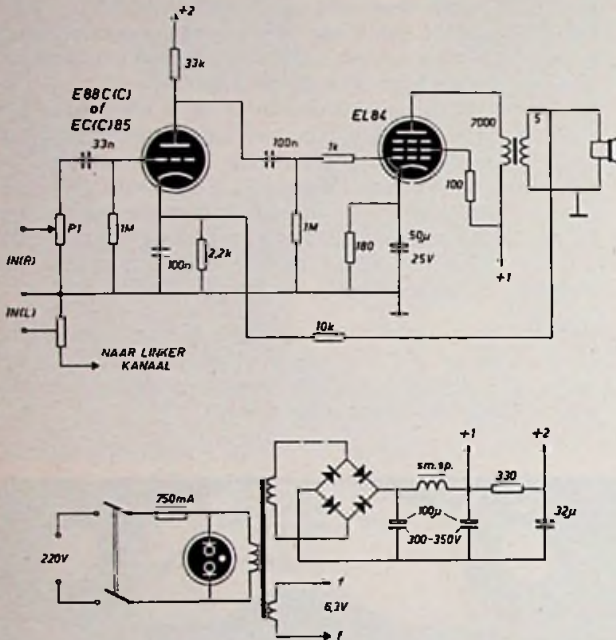 +2
33k
E88C(C)
of
EC(C)85
EL84
7000
5
33n
100n
1k
100
P1
1M
1M
180
50μ
25V
+1
IN(R)
100n
2,2k
IN(L)
10k
NAAR LINKER
KANAAL
+1
+2
sm.sp.
330
750mA
100μ
300-350V
32μ
220V
f
6,3V
f